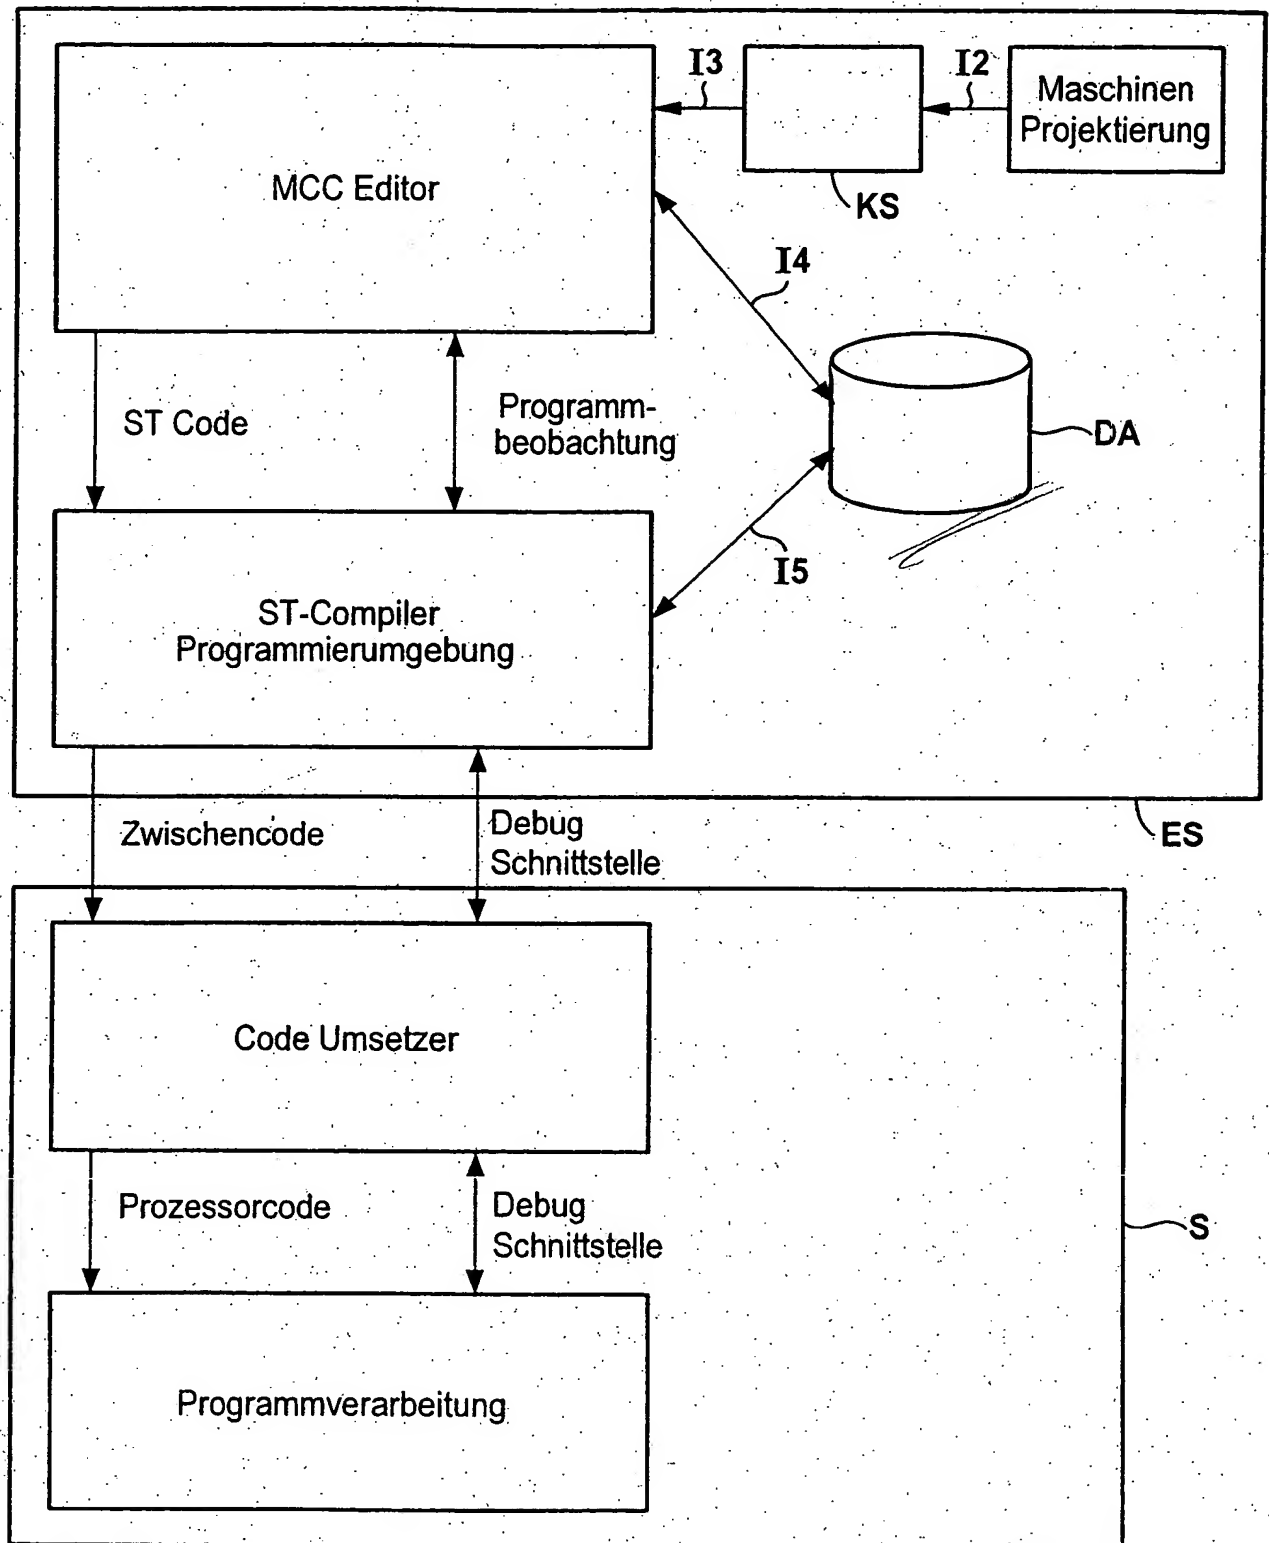 I3
I2
Maschinen
Projektierung
MCC Editor
KS
I4
ST Code
Programm-
beobachtung
DA
I5
ST-Compiler
Programmierumgebung
Zwischencode
Debug
Schnittstelle
ES
Code Umsetzer
Prozessorcode
Debug
Schnittstelle
S
Programmverarbeitung